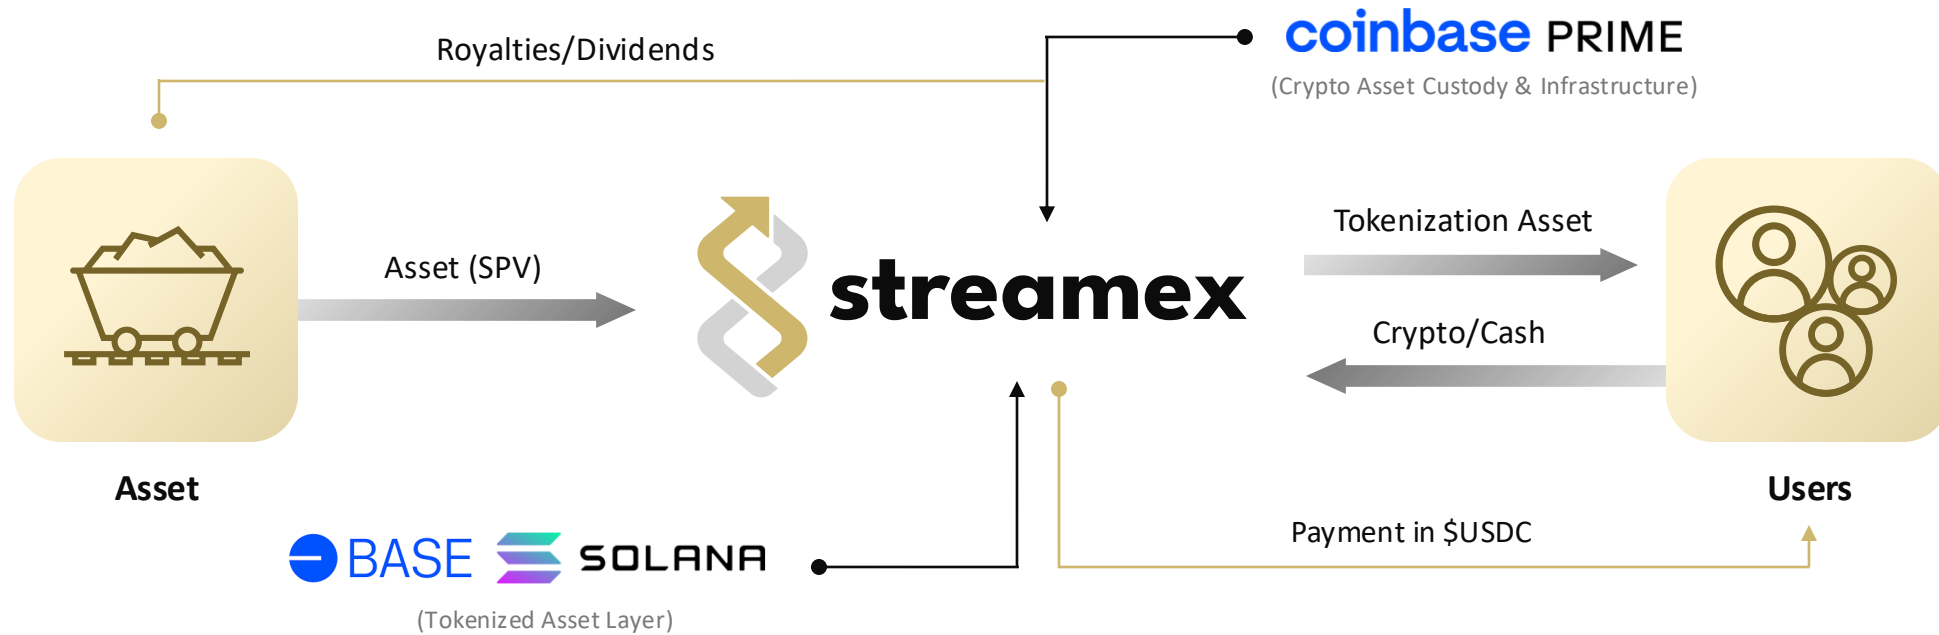 coinbase PRIME
Royalties/Dividends
(Crypto Asset Custody & Infrastructure)
Tokenization Asset
Asset (SPV)
streamex
Crypto/Cash
Asset
Users
Payment in $USDC
BASE SOLANA
(Tokenized Asset Layer)